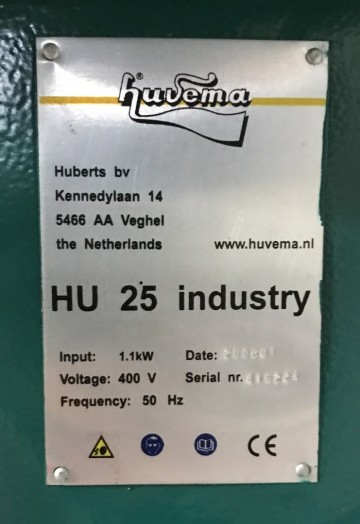 huvema®
Huberts bv
Kennedylaan 14
5466 AA Veghel
the Netherlands www.huvema.nl
HU 25 industry
Input: 1.1kW Date:
Voltage: 400 V Serial nr.
Frequency: 50 Hz
CE